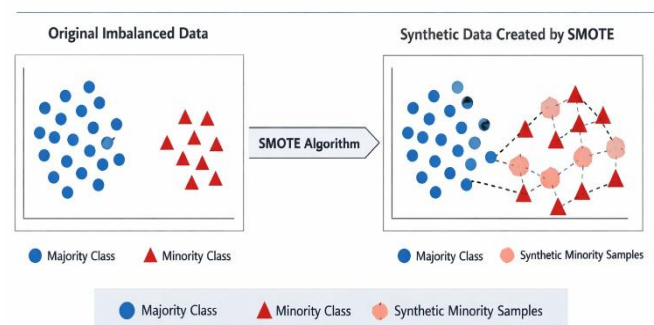 Original Imbalanced Data
Synthetic Data Created by SMOTE
SMOTE Algorithm
Majority Class
Minority Class
Majority Class
Synthetic Minority Samples
Majority Class
Minority Class
Synthetic Minority Samples